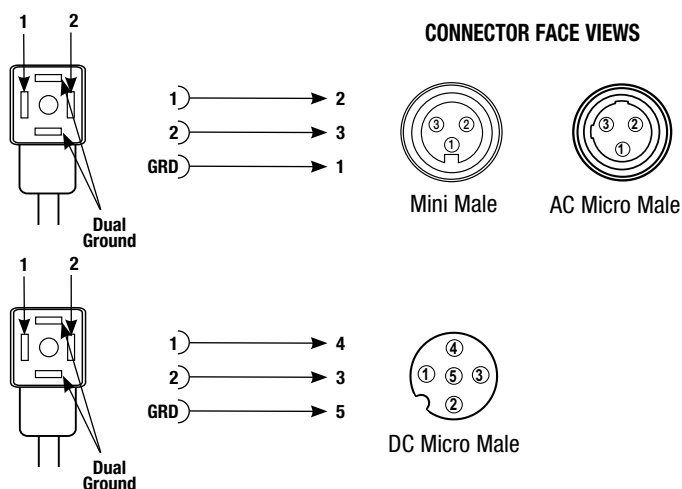 CONNECTOR FACE VIEWS
1 2
1 2
2 3
GRD 1
Dual
Ground
3 2
1
Mini Male
3 2
1
AC Micro Male
1 2
1 4
2 3
GRD 5
Dual
Ground
4
1 5 3
2
DC Micro Male